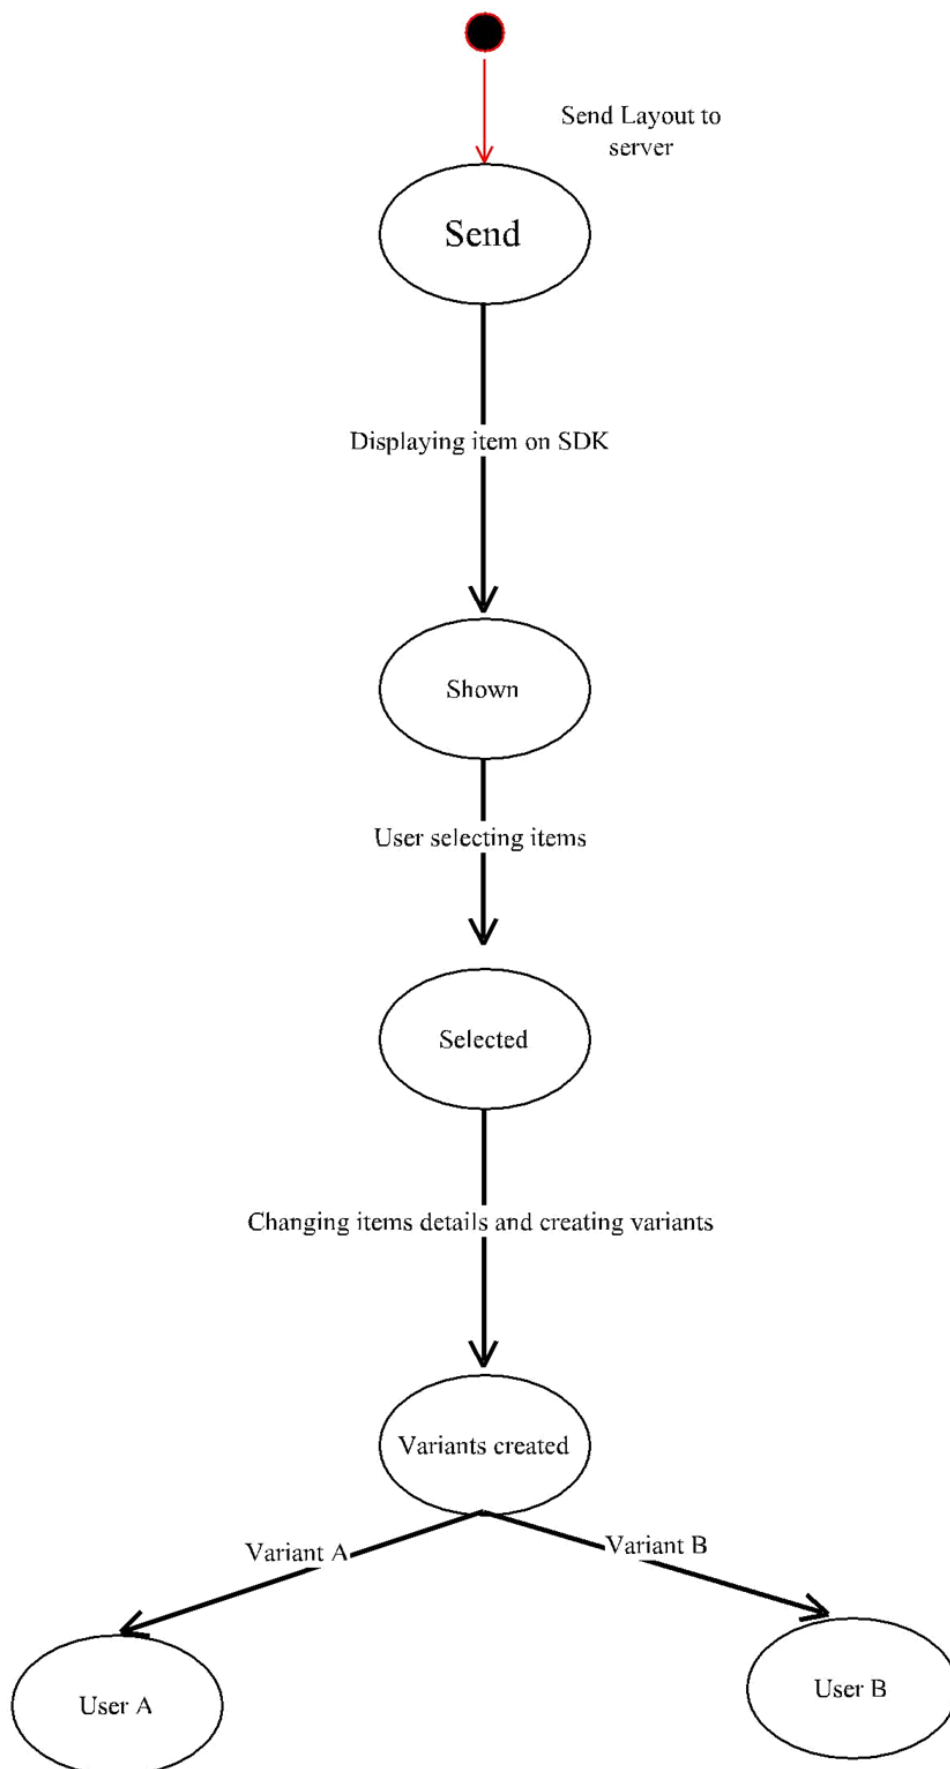 Send Layout to
server
Send
Displaying item on SDK
Shown
User selecting items
Selected
Changing items details and creating variants
Variants created
Variant A
Variant B
User A
User B